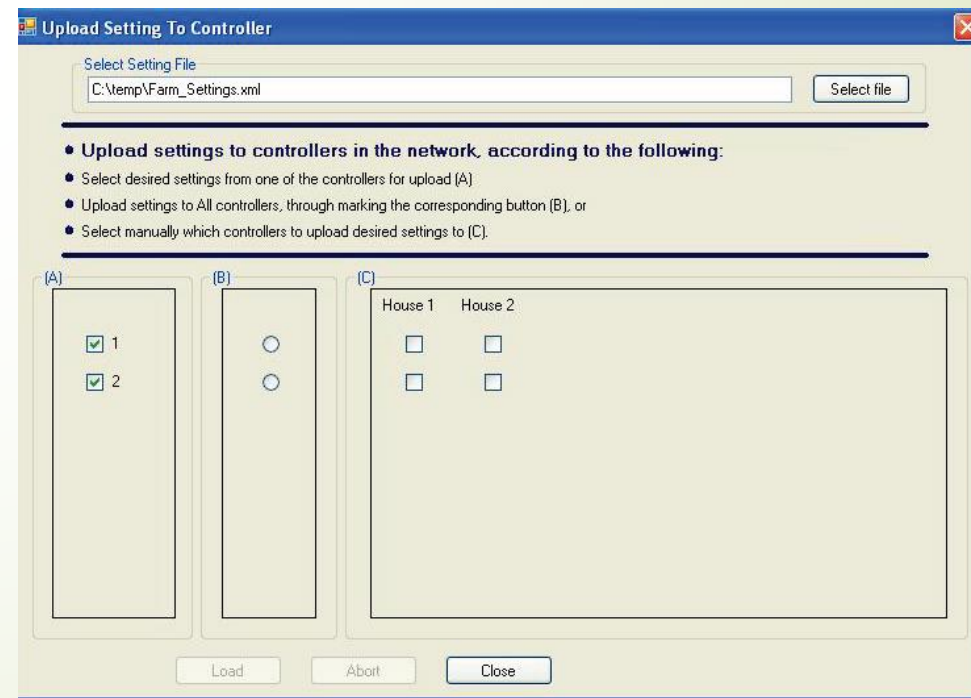 Upload Setting To Controller
Select Setting File
C:\temp\Farm_Settings.xml
Select file
Upload settings to controllers in the network, according to the following:
Select desired settings from one of the controllers for upload (A)
Upload settings to All controllers, through marking the corresponding button (B), or
Select manually which controllers to upload desired settings to (C).
(A) (B) (C)
House 1 House 2
1
2
Load Abort Close